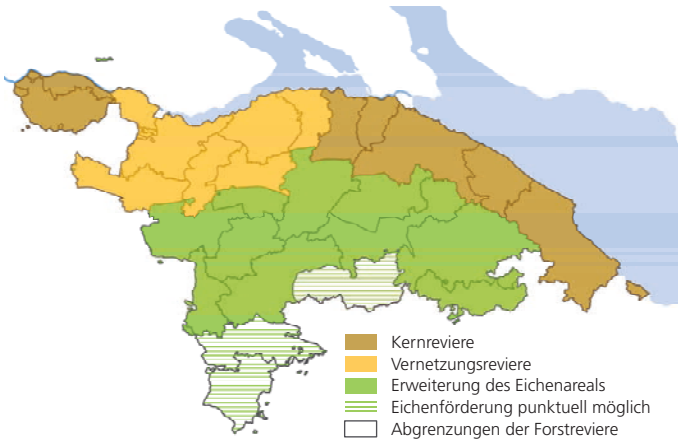 Kernreviere
Vernetzungsreviere
Erweiterung des Eichenareals
Eichenförderung punktuell möglich
Abgrenzungen der Forstreviere